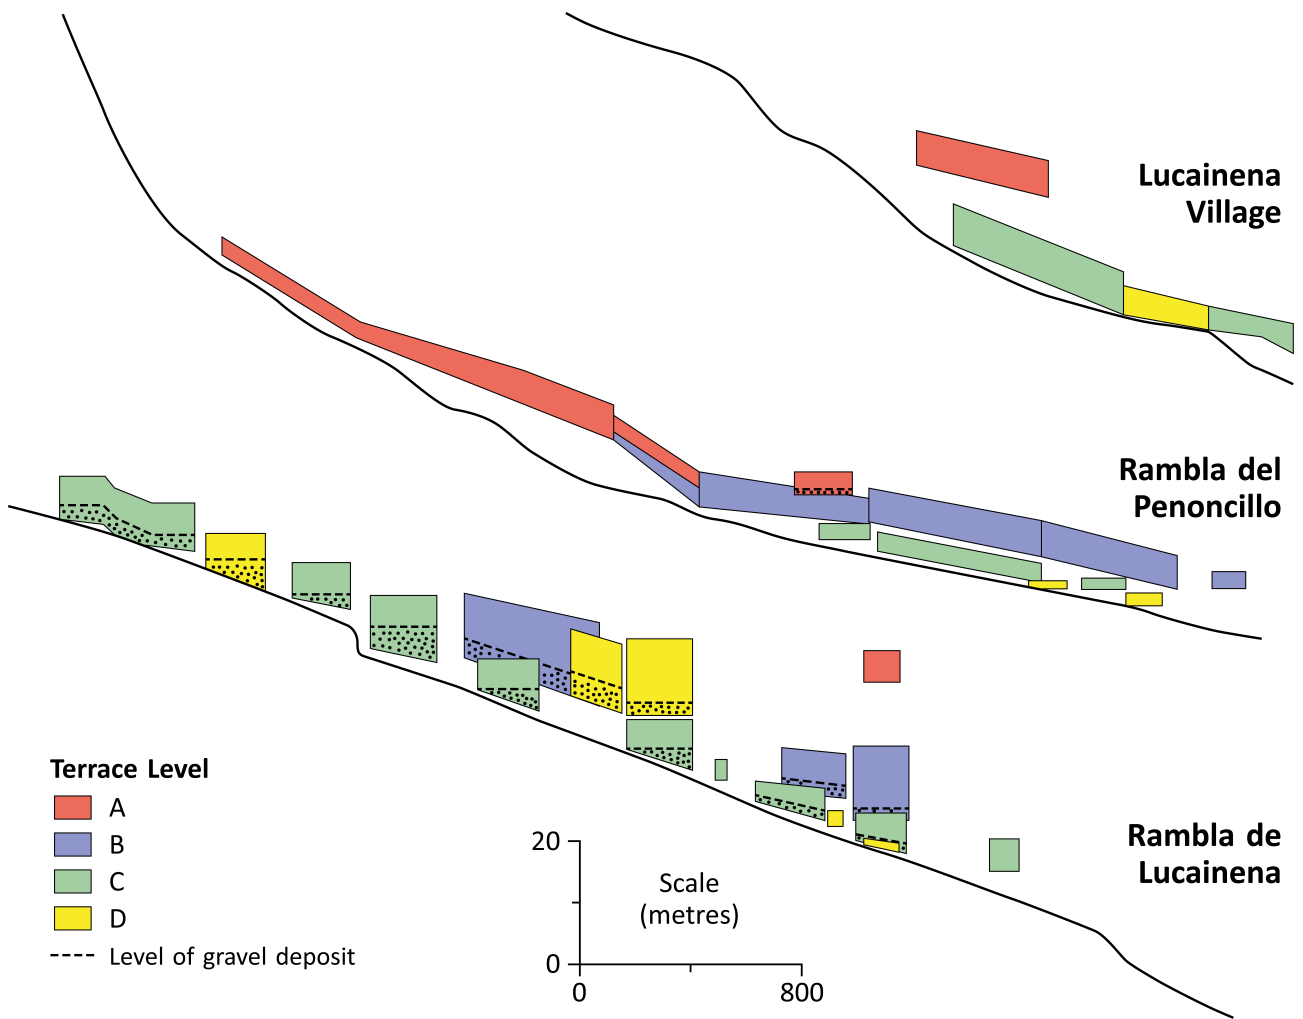 Lucainena
Village
Rambla del
Penoncillo
Terrace Level
A
B
C
D
Level of gravel deposit
20
0
Scale
(metres)
0
800
Rambla de
Lucainena